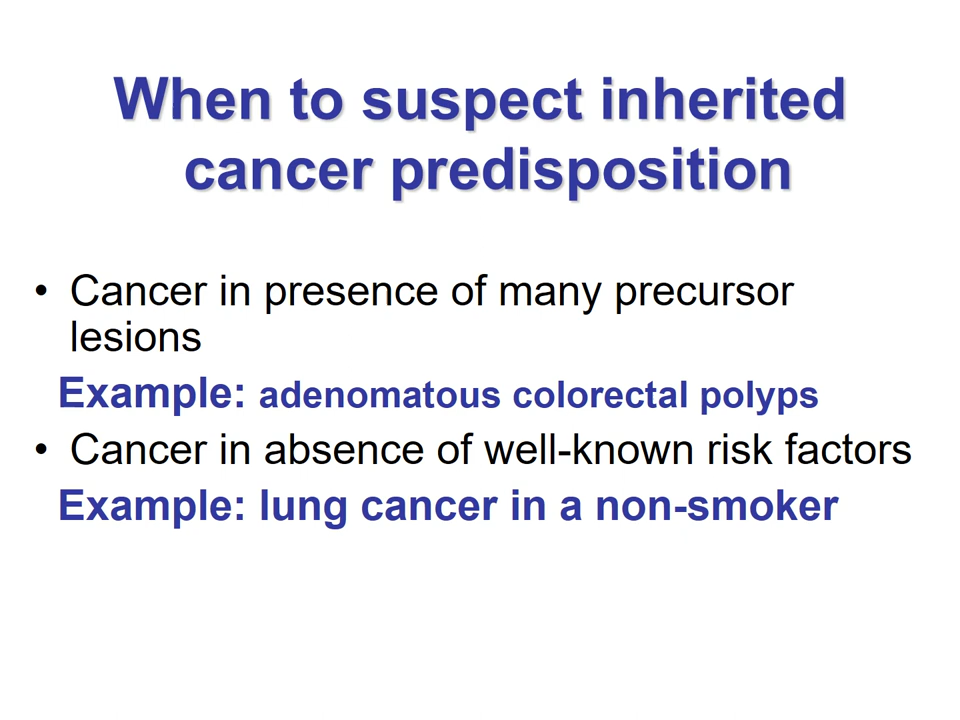 When to suspect inherited
cancer predisposition
• Cancer in presence of many precursor
lesions
Example: adenomatous colorectal polyps
• Cancer in absence of well-known risk factors
Example: lung cancer in a non-smoker